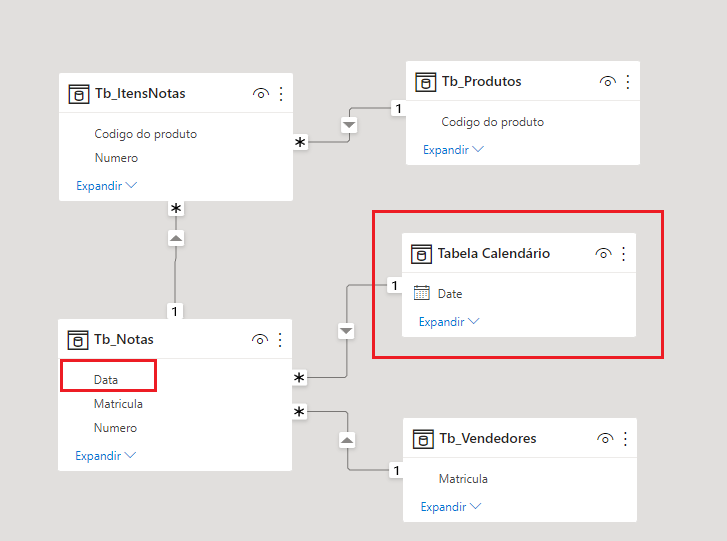 Tb_ItensNotas
Codigo do produto
Numero
Expandir
*
1
Tb_Produtos
Codigo do produto
Expandir
*
1
Tb_Notas
Data
Matricula
Numero
Expandir
*
*
1
Tabela Calendário
Date
Expandir
1
Tb_Vendedores
Matricula
Expandir